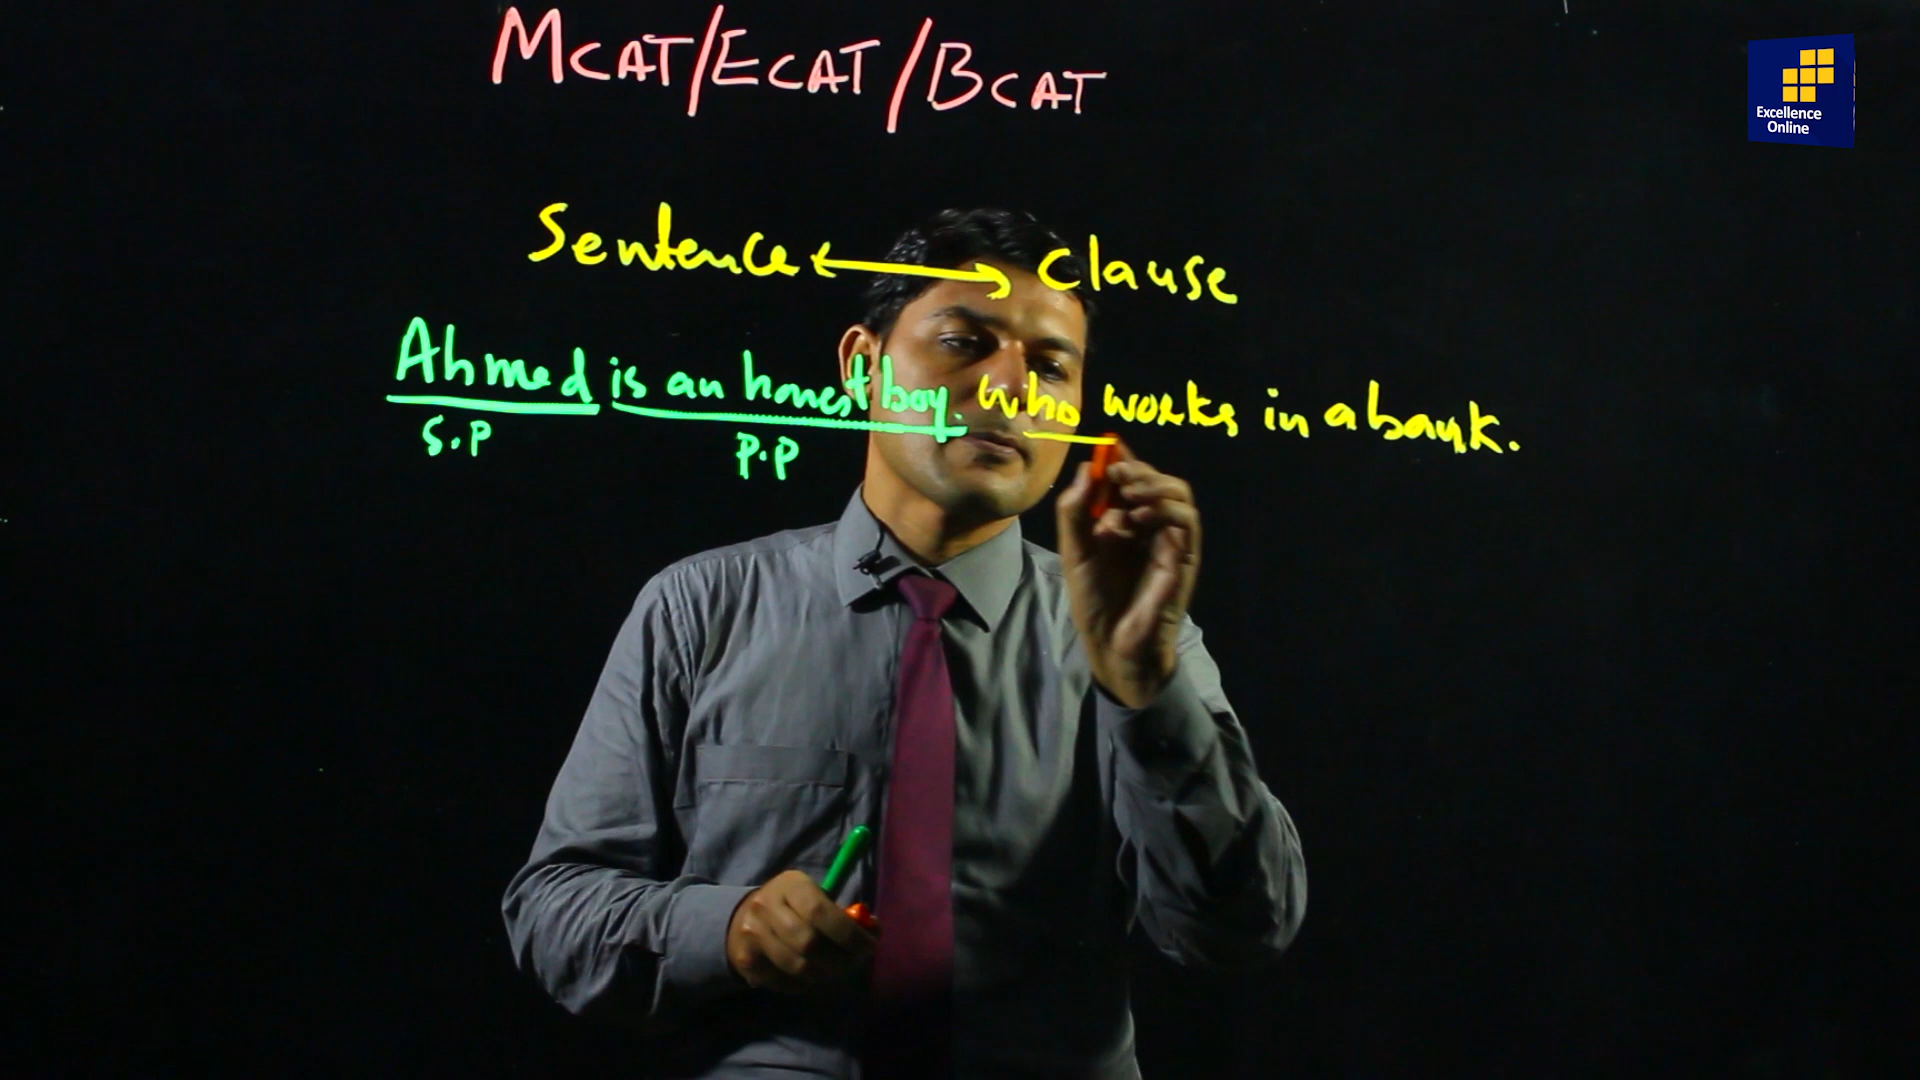 MCAT/ECAT/BCAT
Excellence
Online
Sentence ↔ Clause
Ahmed is an honest boy. who works in a bank.
S.P P.P